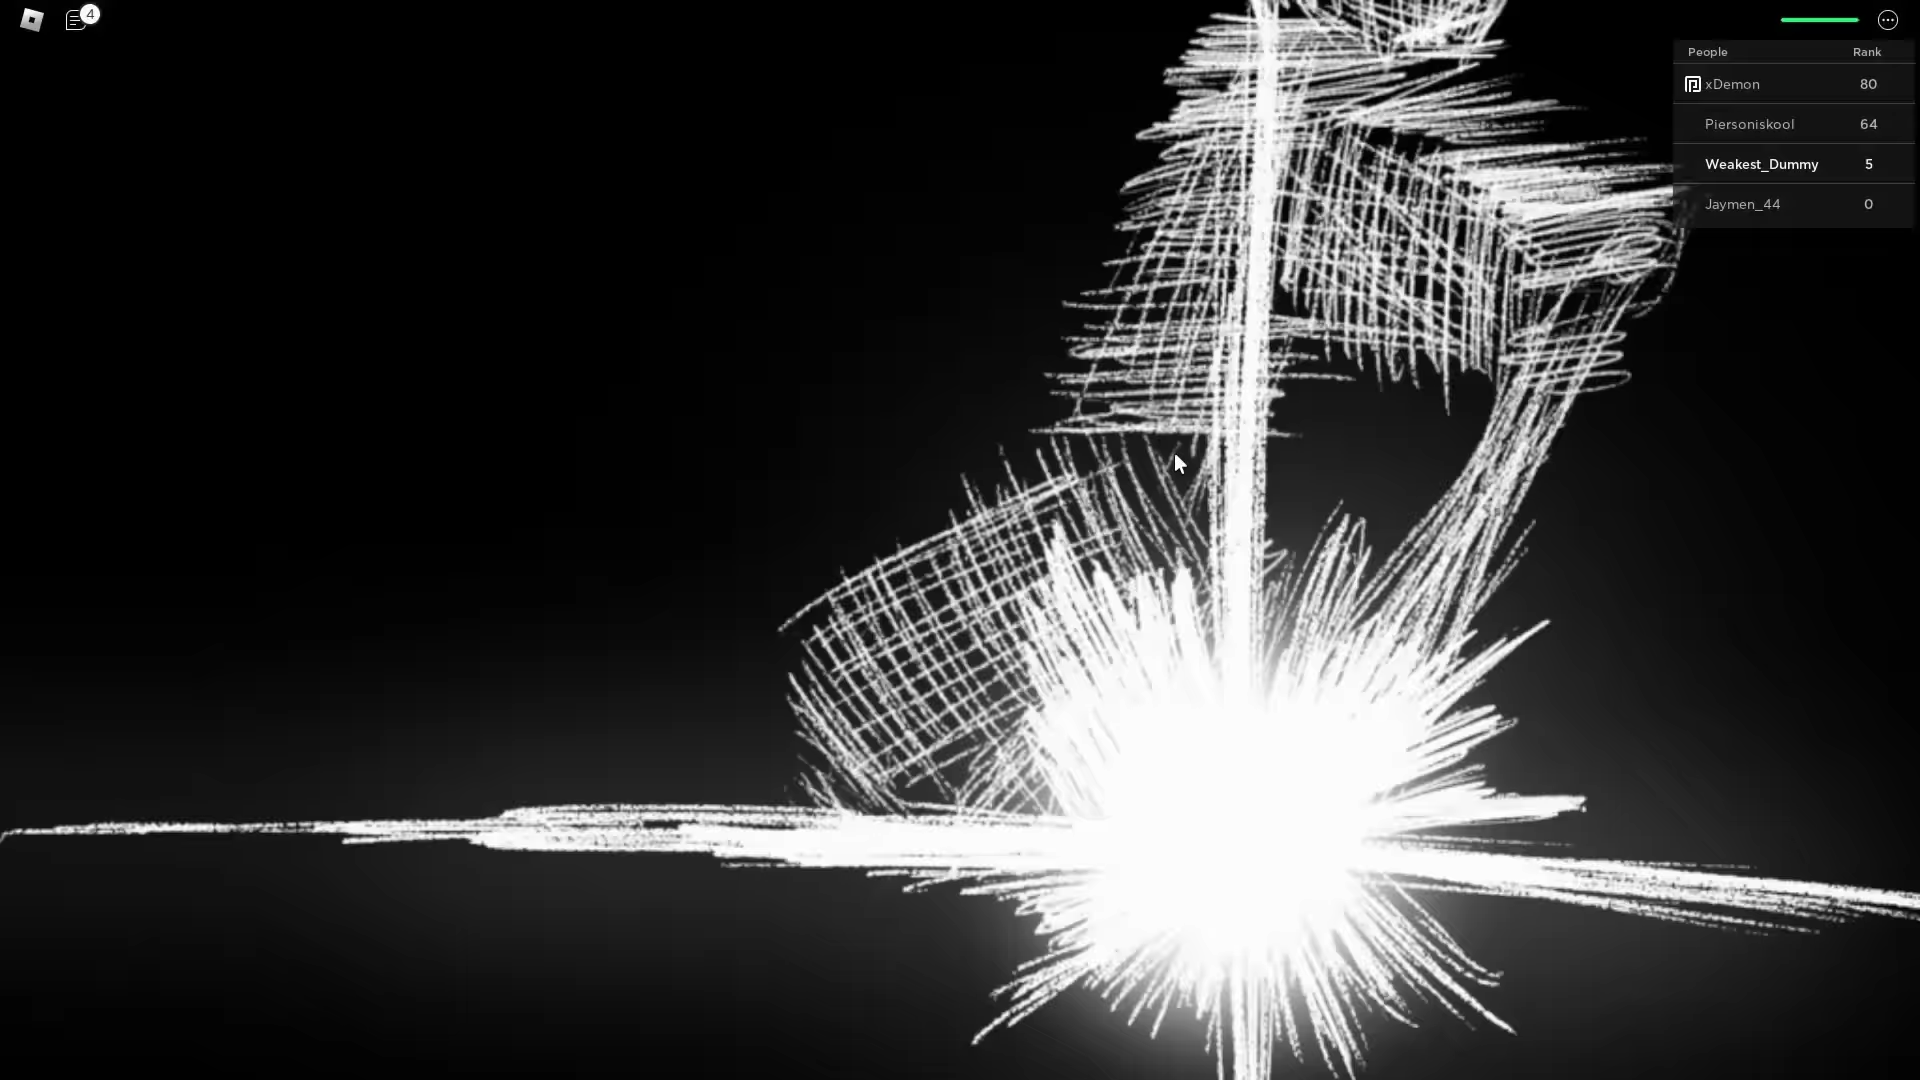 4
People Rank
xDemon 80
Piersoniskool 64
Weakest_Dummy 5
Jaymen_44 0